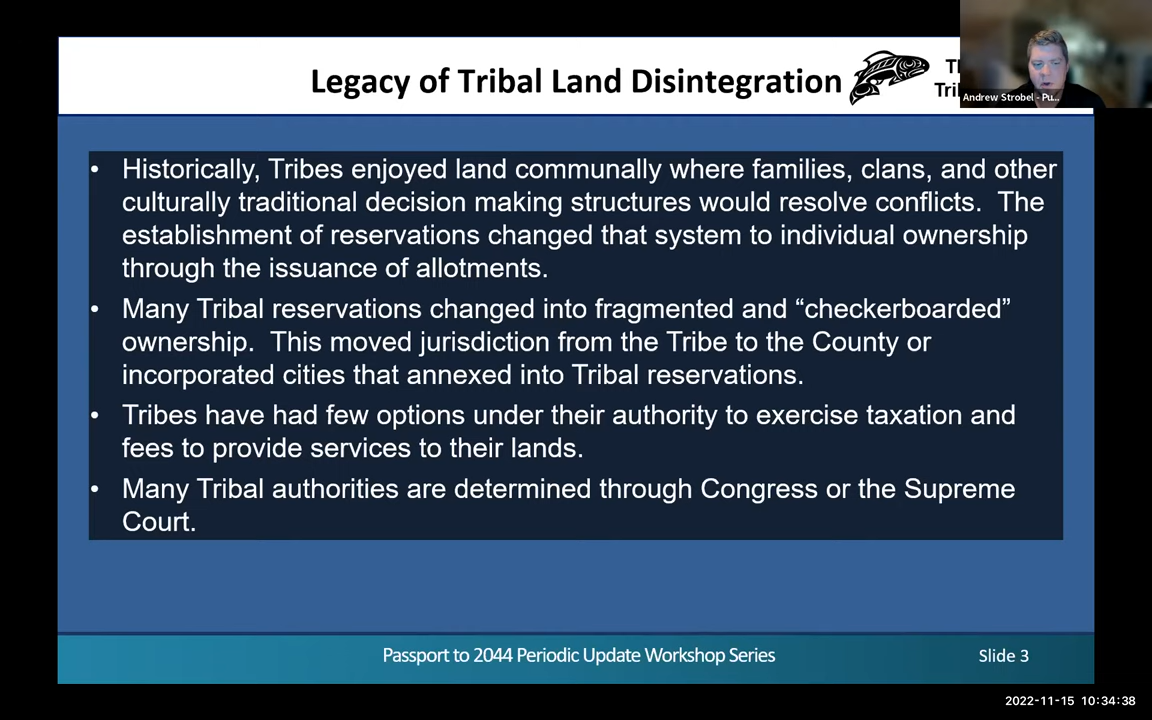 Legacy of Tribal Land Disintegration
Andrew Strobel - Pu...
• Historically, Tribes enjoyed land communally where families, clans, and other
culturally traditional decision making structures would resolve conflicts. The
establishment of reservations changed that system to individual ownership
through the issuance of allotments.
• Many Tribal reservations changed into fragmented and “checkerboarded”
ownership. This moved jurisdiction from the Tribe to the County or
incorporated cities that annexed into Tribal reservations.
• Tribes have had few options under their authority to exercise taxation and
fees to provide services to their lands.
• Many Tribal authorities are determined through Congress or the Supreme
Court.
Passport to 2044 Periodic Update Workshop Series
Slide 3
2022-11-15 10:34:38